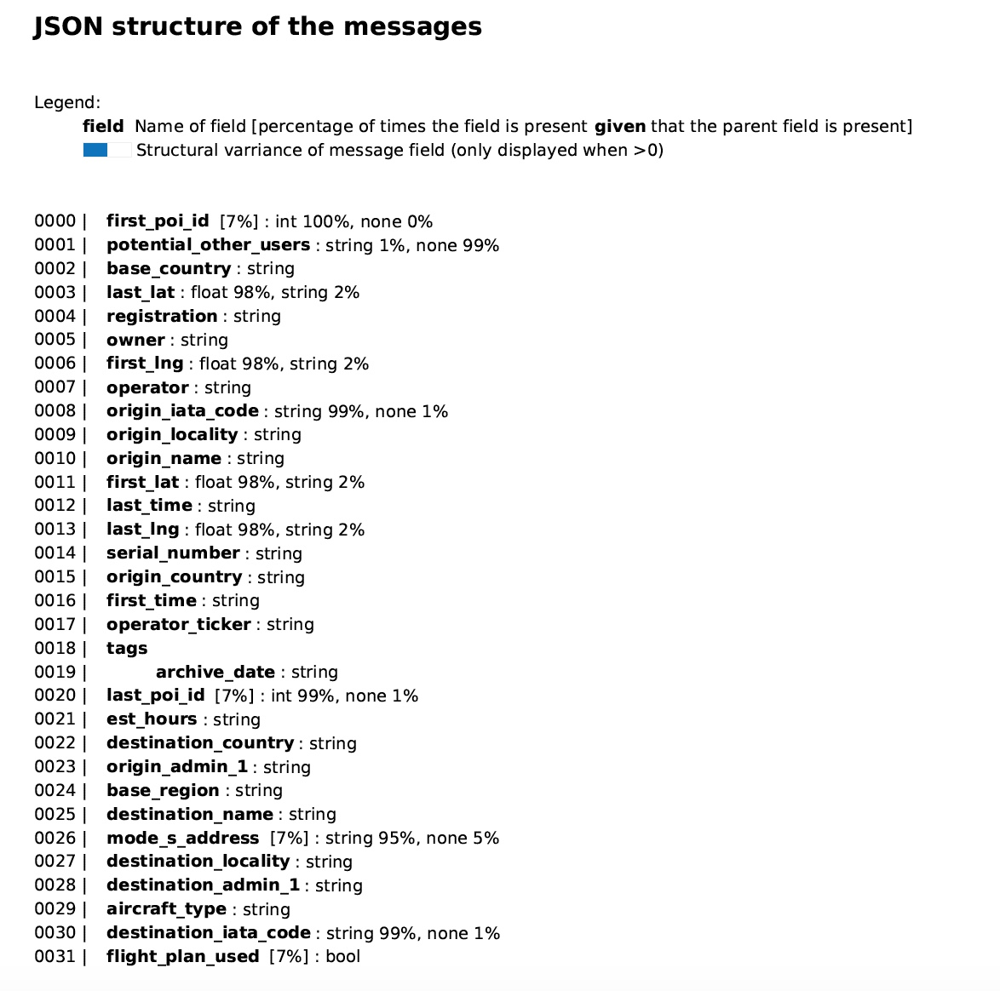 JSON structure of the messages
Legend:
field Name of field [percentage of times the field is present given that the parent field is present]
Structural varriance of message field (only displayed when >0)
0000 | first_poi_id [7%] : int 100%, none 0%
0001 | potential_other_users : string 1%, none 99%
0002 | base_country : string
0003 | last_lat : float 98%, string 2%
0004 | registration : string
0005 | owner : string
0006 | first_lng : float 98%, string 2%
0007 | operator : string
0008 | origin_iata_code : string 99%, none 1%
0009 | origin_locality : string
0010 | origin_name : string
0011 | first_lat : float 98%, string 2%
0012 | last_time : string
0013 | last_lng : float 98%, string 2%
0014 | serial_number : string
0015 | origin_country : string
0016 | first_time : string
0017 | operator_ticker : string
0018 | tags
0019 | archive_date : string
0020 | last_poi_id [7%] : int 99%, none 1%
0021 | est_hours : string
0022 | destination_country : string
0023 | origin_admin_1 : string
0024 | base_region : string
0025 | destination_name : string
0026 | mode_s_address [7%] : string 95%, none 5%
0027 | destination_locality : string
0028 | destination_admin_1 : string
0029 | aircraft_type : string
0030 | destination_iata_code : string 99%, none 1%
0031 | flight_plan_used [7%] : bool